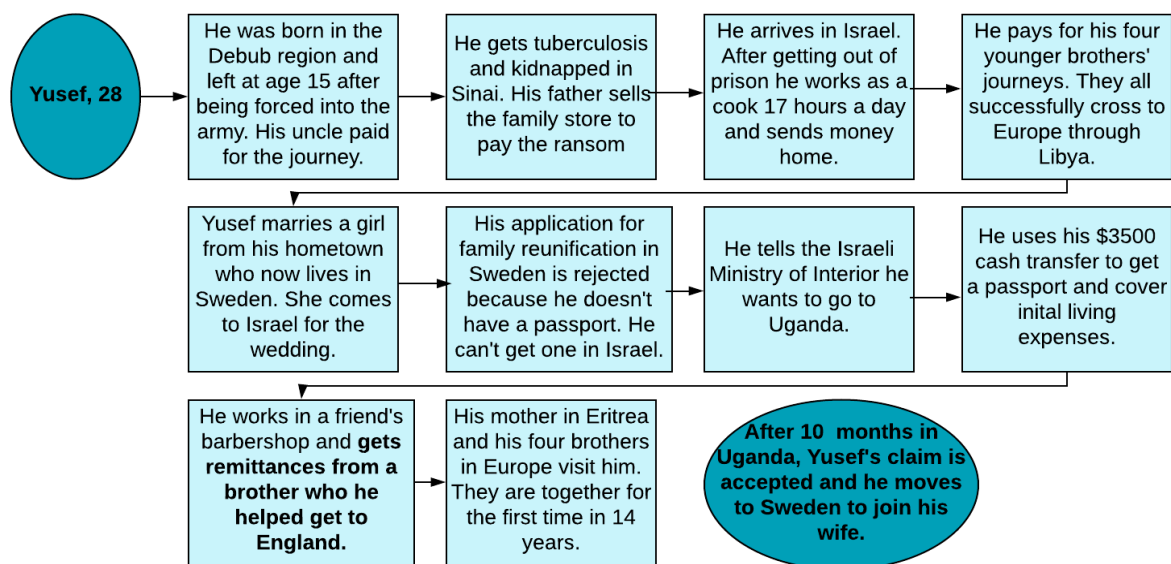 Yusef, 28
He was born in the
Debub region and
left at age 15 after
being forced into the
army. His uncle paid
for the journey.
He gets tuberculosis
and kidnapped in
Sinai. His father sells
the family store to
pay the ransom
He arrives in Israel.
After getting out of
prison he works as a
cook 17 hours a day
and sends money
home.
He pays for his four
younger brothers'
journeys. They all
successfully cross to
Europe through
Libya.
Yusef marries a girl
from his hometown
who now lives in
Sweden. She comes
to Israel for the
wedding.
His application for
family reunification in
Sweden is rejected
because he doesn't
have a passport. He
can't get one in Israel.
He tells the Israeli
Ministry of Interior he
wants to go to
Uganda.
He uses his $3500
cash transfer to get
a passport and cover
inital living
expenses.
He works in a friend's
barbershop and gets
remittances from a
brother who he
helped get to
England.
His mother in Eritrea
and his four brothers
in Europe visit him.
They are together for
the first time in 14
years.
After 10 months in
Uganda, Yusef's claim is
accepted and he moves
to Sweden to join his
wife.